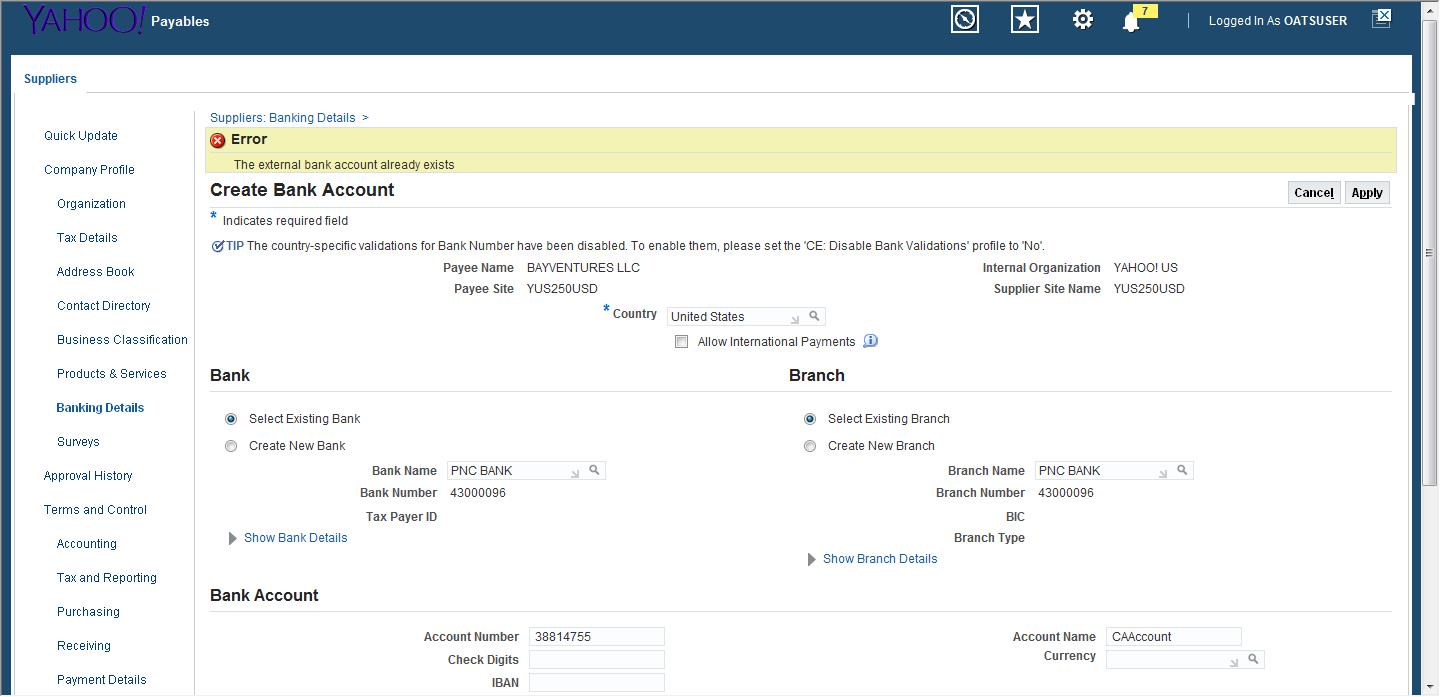 YAHOO! Payables 7 Logged In As OATSUSER
Suppliers
Quick Update
Company Profile
Organization
Tax Details
Address Book
Contact Directory
Business Classification
Products & Services
Banking Details
Surveys
Approval History
Terms and Control
Accounting
Tax and Reporting
Purchasing
Receiving
Payment Details
Suppliers: Banking Details >
Error
The external bank account already exists
Create Bank Account Cancel Apply
* Indicates required field
TIP The country-specific validations for Bank Number have been disabled. To enable them, please set the 'CE: Disable Bank Validations' profile to 'No'.
Payee Name BAYVENTURES LLC Internal Organization YAHOO! US
Payee Site YUS250USD Supplier Site Name YUS250USD
* Country United States
Allow International Payments
Bank
Select Existing Bank
Create New Bank
Bank Name PNC BANK
Bank Number 43000096
Tax Payer ID
Show Bank Details
Branch
Select Existing Branch
Create New Branch
Branch Name PNC BANK
Branch Number 43000096
BIC
Branch Type
Show Branch Details
Bank Account
Account Number 38814755 Account Name CAAccount
Check Digits Currency
IBAN